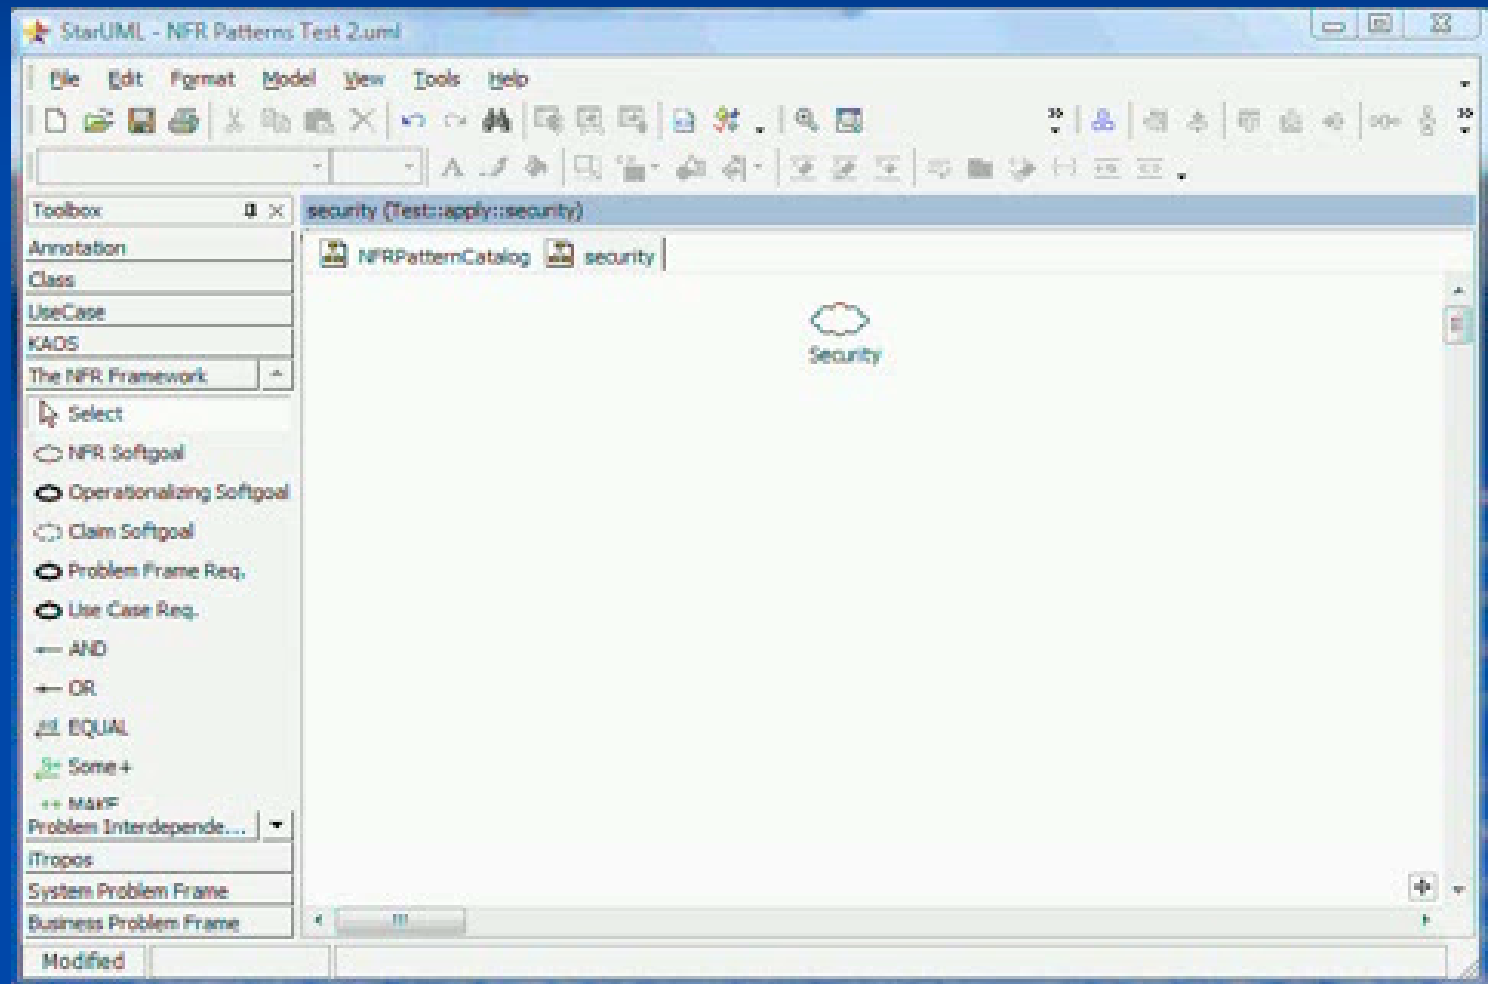 StarUML - NFR Patterns Test 2.uml
File Edit Format Model View Tools Help
Toolbox
security (Test::apply::security)
Annotation
NFRPatternCatalog security
Class
UseCase
KAOS
The NFR Framework
Select
NFR Softgoal
Operationalizing Softgoal
Claim Softgoal
Problem Frame Req.
Use Case Req.
AND
OR
EQUAL
Some+
MAKE
Problem Interdepende...
iTropos
System Problem Frame
Business Problem Frame
Security
Modified